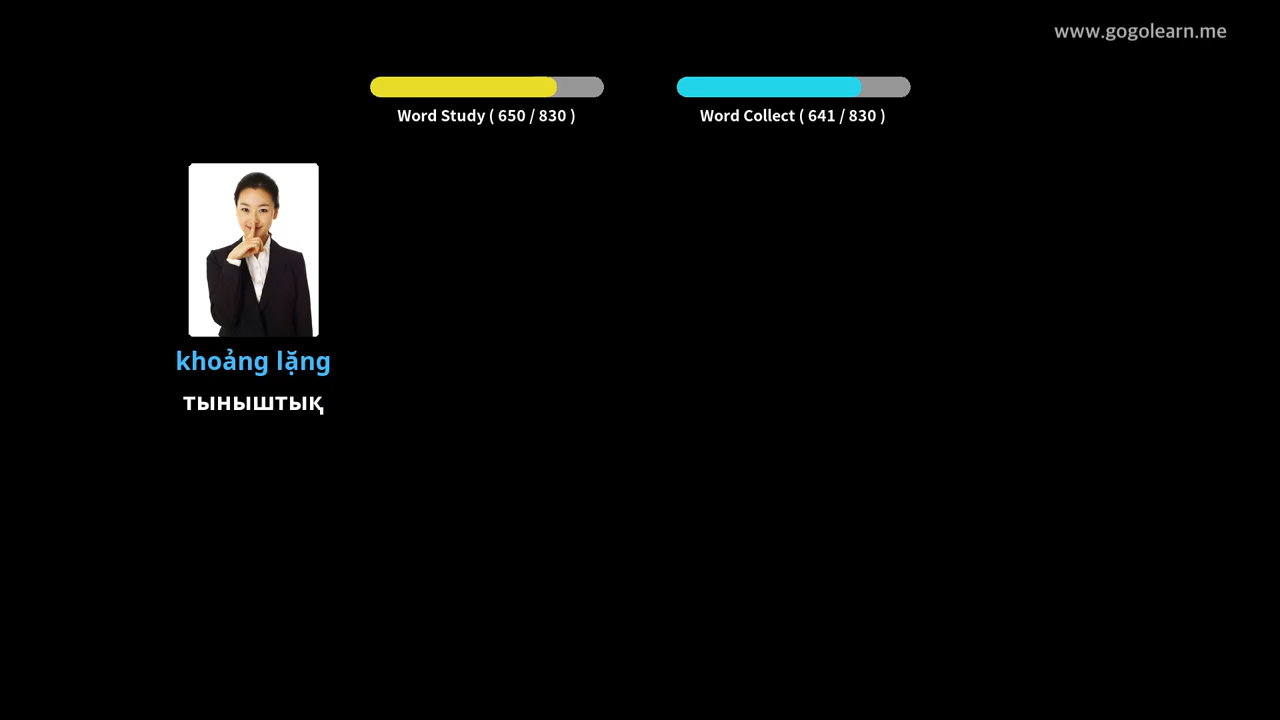 www.gogolearn.me
Word Study ( 650 / 830 )
Word Collect ( 641 / 830 )
khoảng lặng
тыныштық